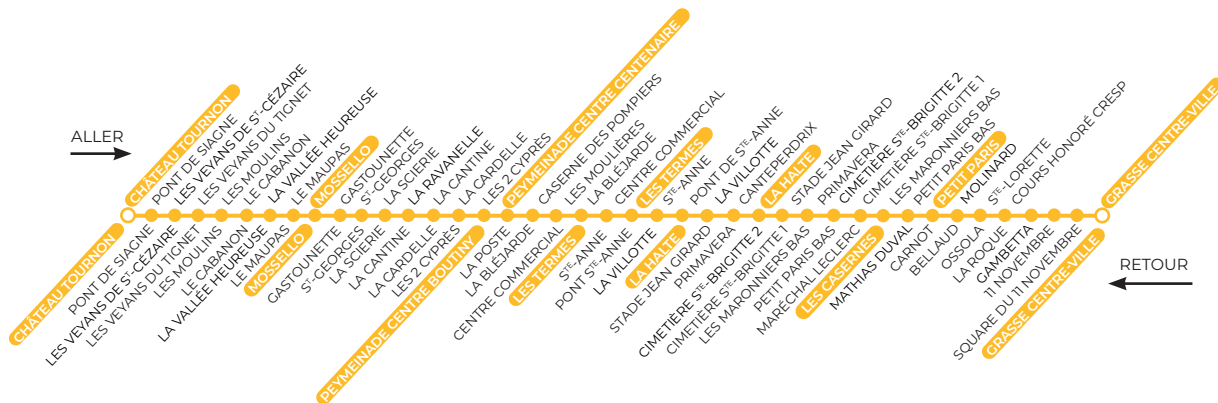 ALLER
CHÂTEAU TOURNON
PONT DE SIAGNE
LES VEYANS DE ST-CÉZAIRE
LES VEYANS DU TIGNET
LES MOULINS
LE CABANON
LA VALLÉE HEUREUSE
LE MAUPAS
MOSSELLO
GASTOUNETTE
ST-GEORGES
LA SCIERIE
LA RAVANELLE
LA CANTINE
LA CARDELLE
LES 2 CYPRÈS
PEYMEINADE CENTRE CENTENAIRE
CASERNE DES POMPIERS
LES MOULIÈRES
LA BLÉJARDE
CENTRE COMMERCIAL
LES TERMES
STE-ANNE
PONT DE STE-ANNE
LA VILLOTTE
CANTEPERDRIX
LA HALTE
STADE JEAN GIRARD
PRIMAVERA
CIMETIÈRE STE-BRIGITTE 2
CIMETIÈRE STE-BRIGITTE 1
LES MARONNIERS BAS
PETIT PARIS BAS
PETIT PARIS
MOLINARD
STE-LORETTE
COURS HONORÉ CRESP
GRASSE CENTRE-VILLE
CHÂTEAU TOURNON
PONT DE SIAGNE
LES VEYANS DE ST-CÉZAIRE
LES VEYANS DU TIGNET
LES MOULINS
LE CABANON
LA VALLÉE HEUREUSE
LE MAUPAS
MOSSELLO
GASTOUNETTE
ST-GEORGES
LA SCIERIE
LA CANTINE
LA CARDELLE
LES 2 CYPRÈS
PEYMEINADE CENTRE BOUTINY
LA POSTE
LA BLÉJARDE
CENTRE COMMERCIAL
LES TERMES
STE-ANNE
PONT STE-ANNE
LA VILLOTTE
LA HALTE
STADE JEAN GIRARD
PRIMAVERA
CIMETIÈRE STE-BRIGITTE 2
CIMETIÈRE STE-BRIGITTE 1
LES MARONNIERS BAS
PETIT PARIS BAS
MARÉCHAL LECLERC
LES CASERNES
MATHIAS DUVAL
CARNOT
BELLAUD
OSSOLA
LA ROQUE
GAMBETTA
11 NOVEMBRE
SQUARE DU 11 NOVEMBRE
GRASSE CENTRE-VILLE
RETOUR